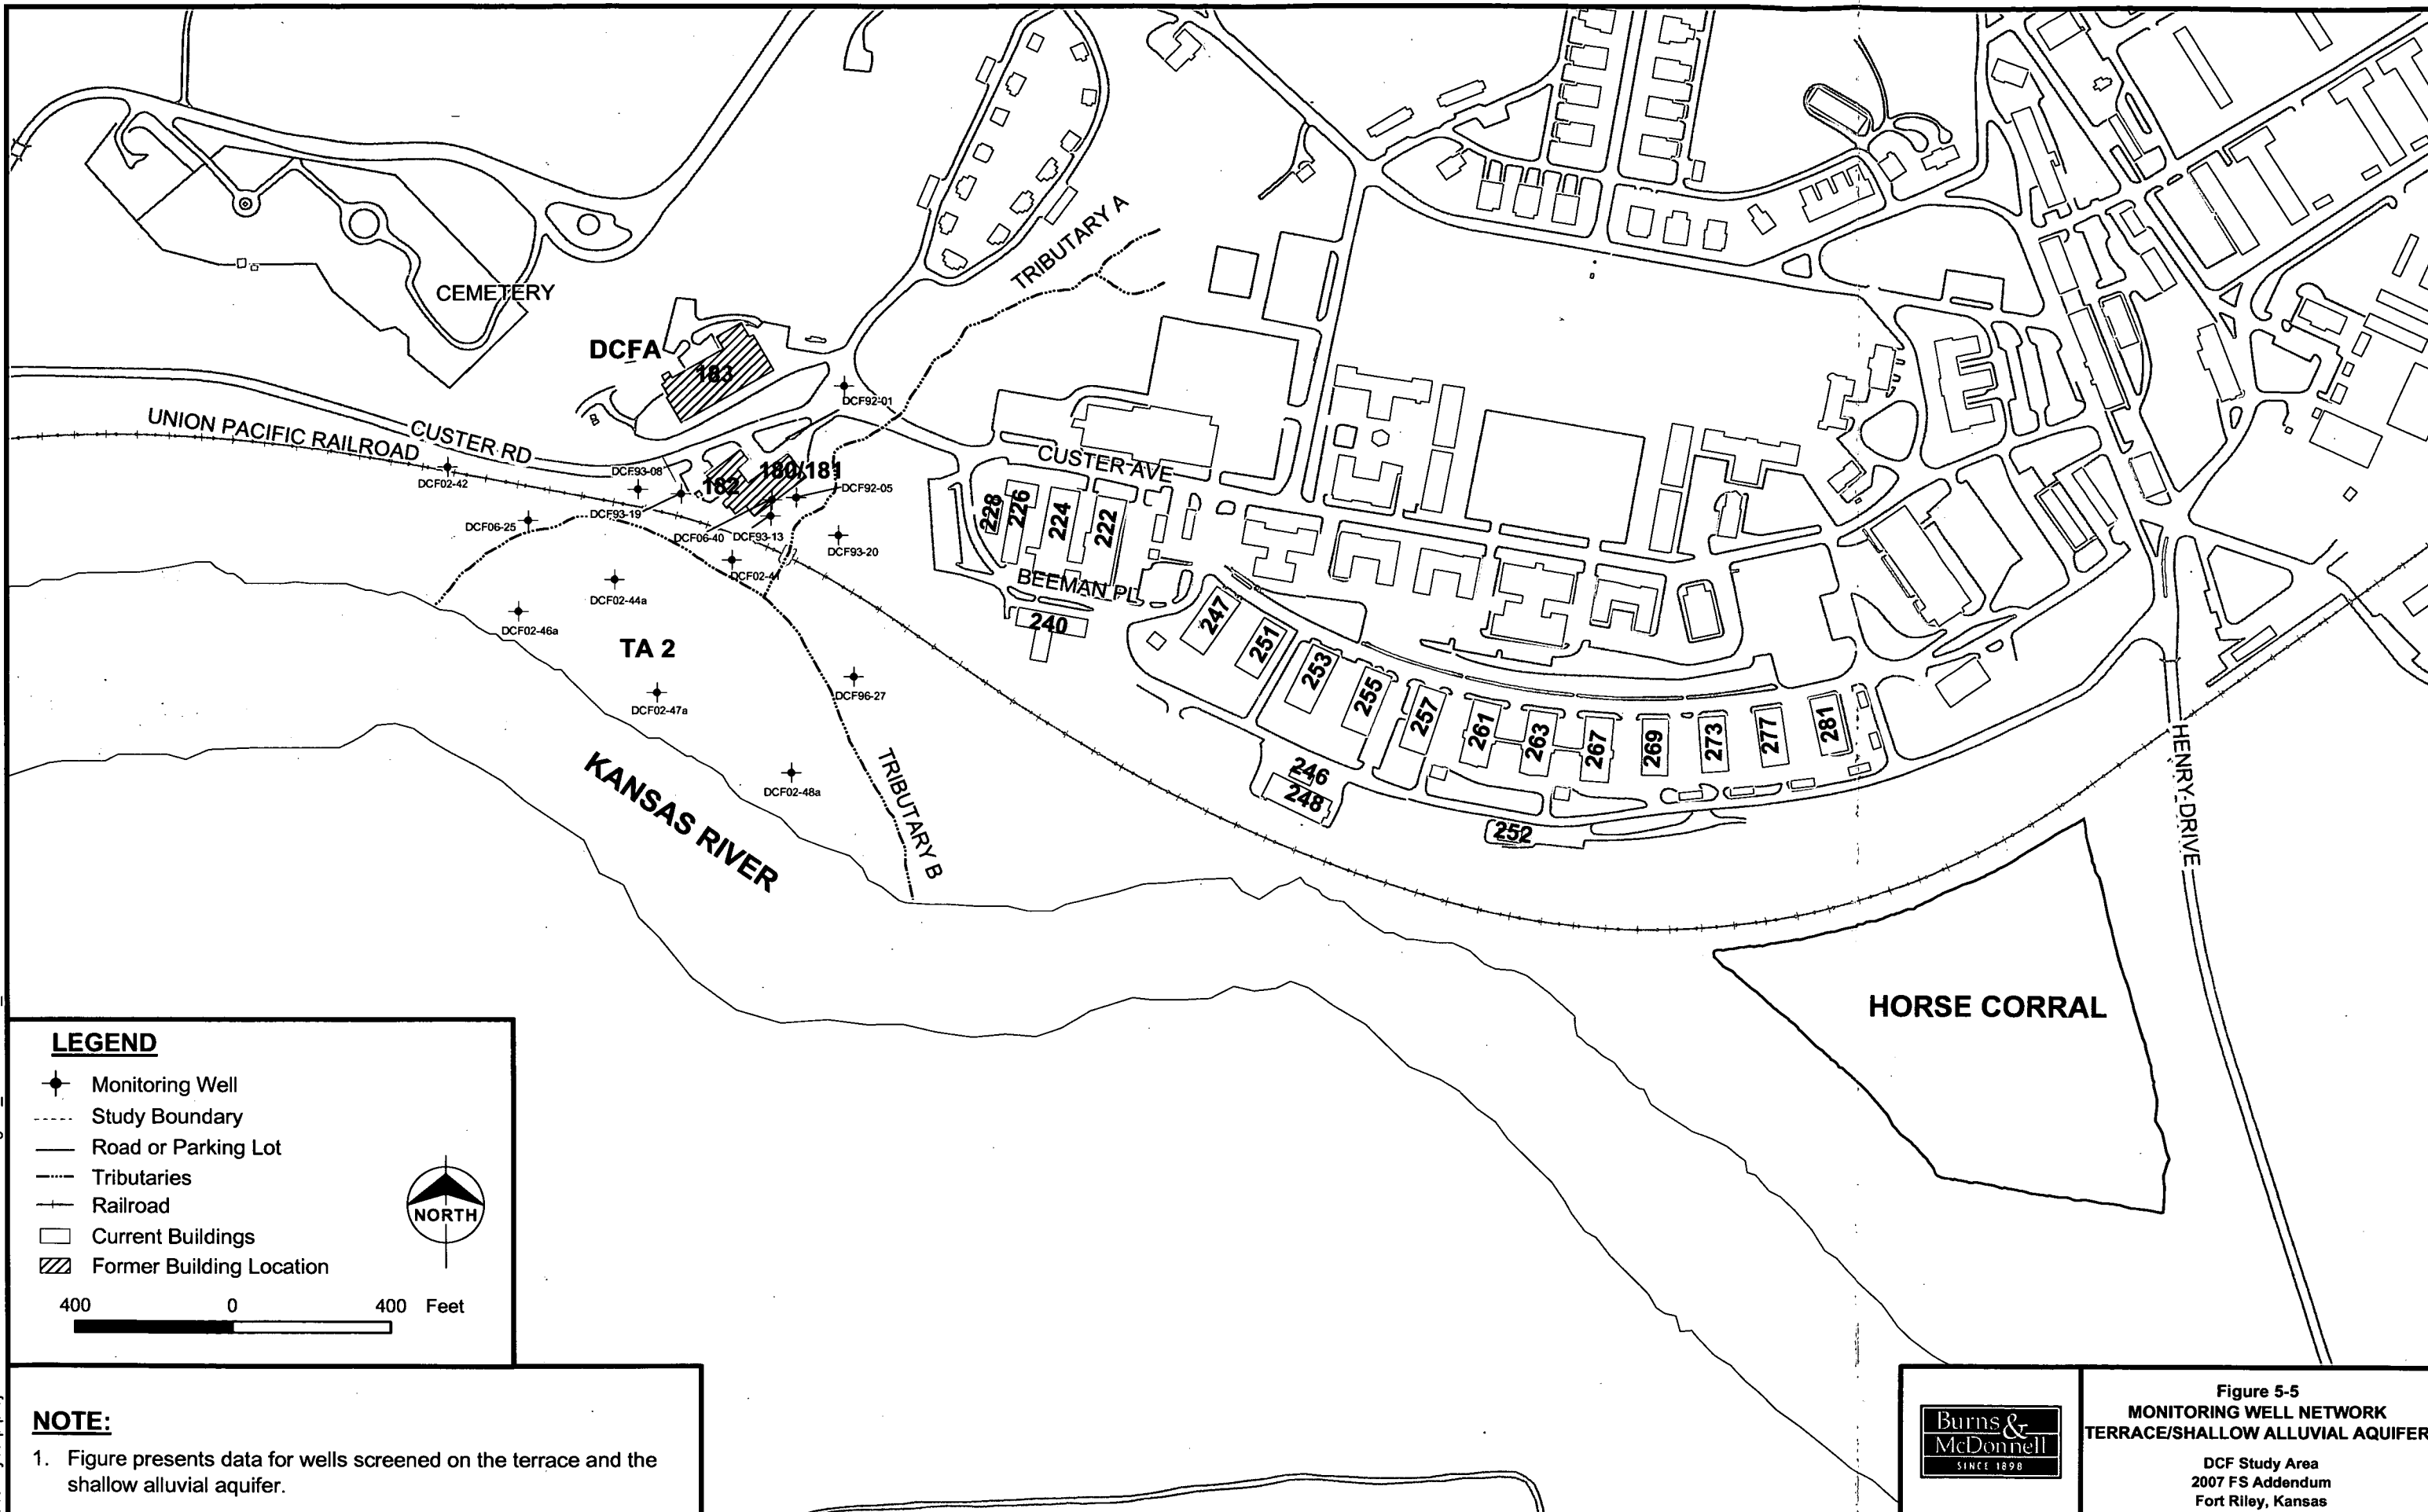 TRIBUTARY A
CEMETERY
DCFA
183
DCF92-01
UNION PACIFIC RAILROAD
CUSTER RD
DCF02-42
DCF93-08
182
180/181
DCF92-05
DCF93-19
DCF06-25
DCF06-40
DCF93-13
DCF93-20
DCF02-41
DCF02-44a
DCF02-46a
TA 2
DCF02-47a
DCF96-27
DCF02-48a
KANSAS RIVER
TRIBUTARY B
CUSTER AVE
228
226
224
222
BEEMAN PL
240
247
251
253
255
257
261
263
267
269
273
277
281
246
248
252
HENRY DRIVE
HORSE CORRAL
LEGEND
Monitoring Well
Study Boundary
Road or Parking Lot
Tributaries
Railroad
Current Buildings
Former Building Location
NORTH
400 0 400 Feet
NOTE:
1. Figure presents data for wells screened on the terrace and the
shallow alluvial aquifer.
Burns &
McDonnell
SINCE 1898
Figure 5-5
MONITORING WELL NETWORK
TERRACE/SHALLOW ALLUVIAL AQUIFER
DCF Study Area
2007 FS Addendum
Fort Riley, Kansas